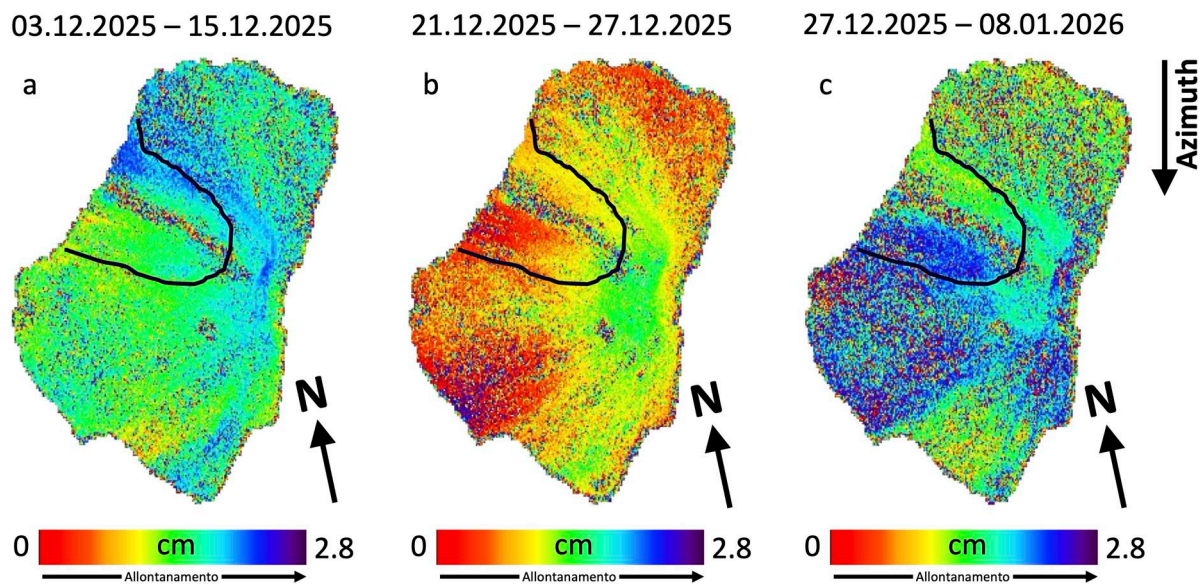 03.12.2025 – 15.12.2025
21.12.2025 – 27.12.2025
27.12.2025 – 08.01.2026
a
b
c
Azimuth
N
N
N
0 cm 2.8
0 cm 2.8
0 cm 2.8
Allontanamento
Allontanamento
Allontanamento